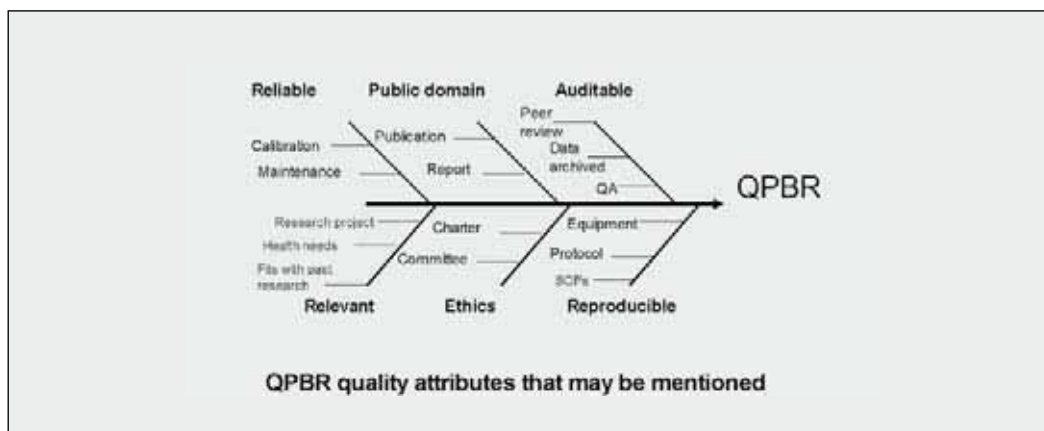 Reliable
Public domain
Auditable
Peer
review
Publication
Calibration
Data
archived
Maintenance
Report
QA
QPBR
Research project
Charter
Equipment
Health needs
Committee
Protocol
Fits with past
research
SOPs
Relevant
Ethics
Reproducible
QPBR quality attributes that may be mentioned